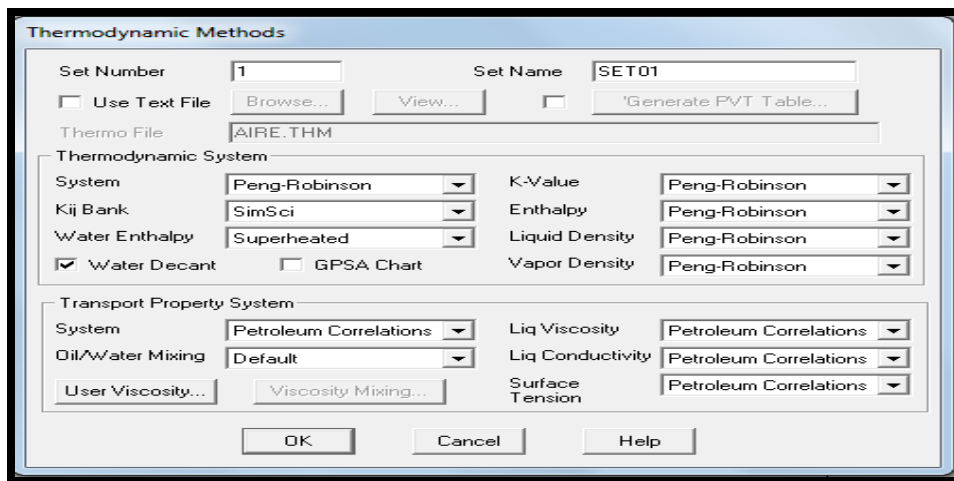 Thermodynamic Methods
Set Number 1 Set Name SET01
Use Text File Browse... View... 'Generate PVT Table...
Thermo File AIRE.THM
Thermodynamic System
System Peng-Robinson K-Value Peng-Robinson
Kij Bank SimSci Enthalpy Peng-Robinson
Water Enthalpy Superheated Liquid Density Peng-Robinson
Water Decant GPSA Chart Vapor Density Peng-Robinson
Transport Property System
System Petroleum Correlations Liq Viscosity Petroleum Correlations
Oil/Water Mixing Default Liq Conductivity Petroleum Correlations
User Viscosity... Viscosity Mixing... Surface Tension Petroleum Correlations
OK Cancel Help